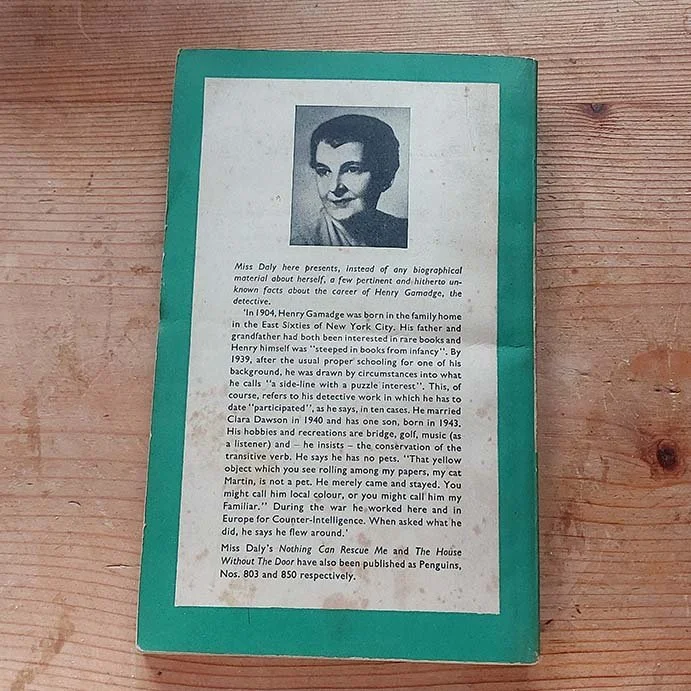 Miss Daly here presents, instead of any biographical
material about herself, a few pertinent and hitherto un-
known facts about the career of Henry Gamadge, the
detective.
'In 1904, Henry Gamadge was born in the family home
in the East Sixties of New York City. His father and
grandfather had both been interested in rare books and
Henry himself was "steeped in books from infancy". By
1939, after the usual proper schooling for one of his
background, he was drawn by circumstances into what
he calls "a side-line with a puzzle interest". This, of
course, refers to his detective work in which he has to
date "participated", as he says, in ten cases. He married
Clara Dawson in 1940 and has one son, born in 1943.
His hobbies and recreations are bridge, golf, music (as
a listener) and – he insists – the conservation of the
transitive verb. He says he has no pets. "That yellow
object which you see rolling among my papers, my cat
Martin, is not a pet. He merely came and stayed. You
might call him local colour, or you might call him my
Familiar." During the war he worked here and in
Europe for Counter-Intelligence. When asked what he
did, he says he flew around.'
Miss Daly's Nothing Can Rescue Me and The House
Without The Door have also been published as Penguins,
Nos. 803 and 850 respectively.